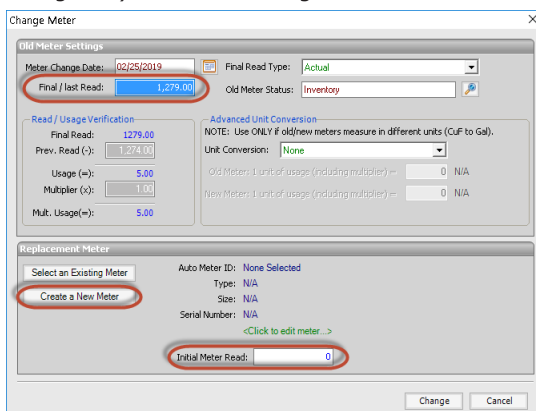 Change Meter
Old Meter Settings
Meter Change Date: 02/25/2019 Final Read Type: Actual
Final / last Read: 1,279.00 Old Meter Status: Inventory
Read / Usage Verification
Final Read: 1279.00
Prev. Read (-): 1,274.00
Usage (=): 5.00
Multiplier (x): 1.00
Mult. Usage(=): 5.00
Advanced Unit Conversion
NOTE: Use ONLY if old/new meters measure in different units (CuF to Gal).
Unit Conversion: None
Old Meter: 1 unit of usage (including multiplier) = 0 N/A
New Meter: 1 unit of usage (including multiplier) = 0 N/A
Replacement Meter
Select an Existing Meter
Create a New Meter
Auto Meter ID: None Selected
Type: N/A
Size: N/A
Serial Number: N/A
<Click to edit meter...>
Initial Meter Read: 0
Change Cancel